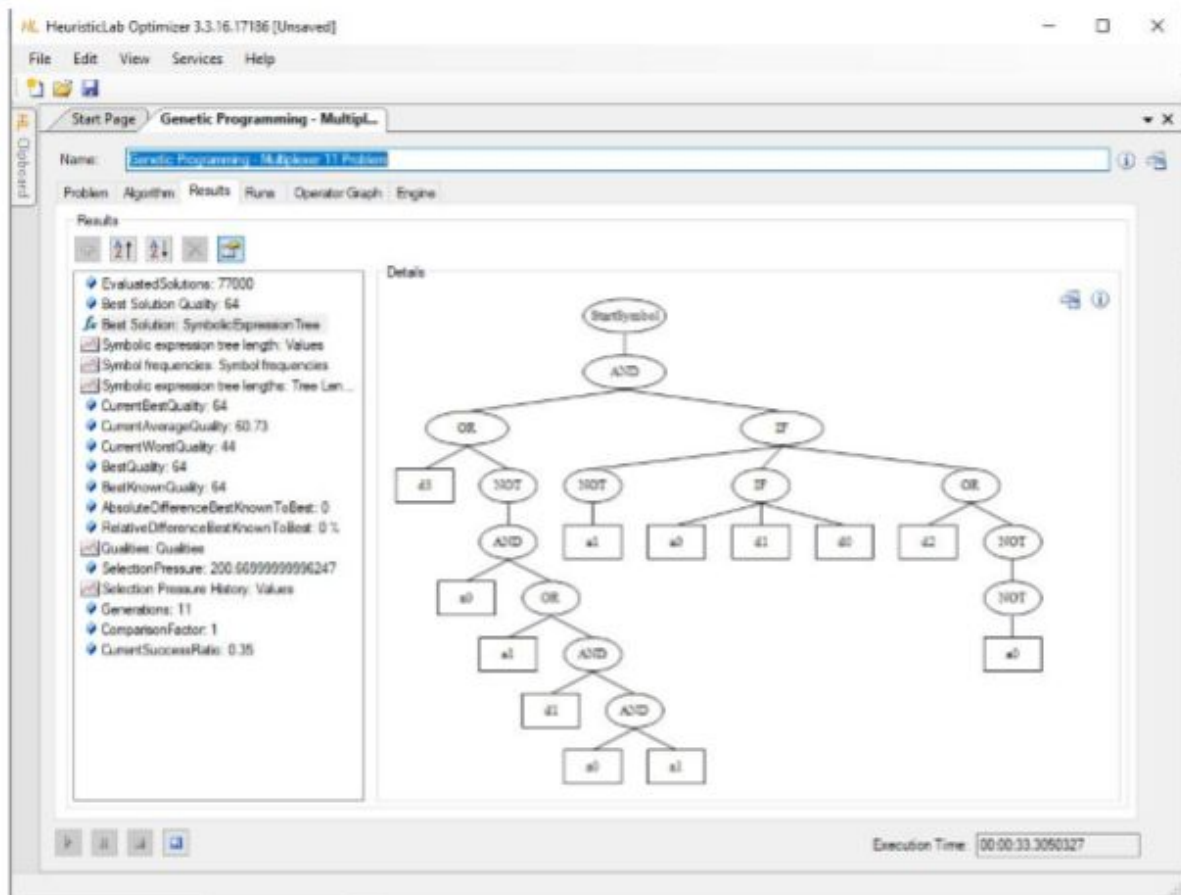 HL HeuristicLab Optimizer 3.3.16.17186 [Unsaved]
File Edit View Services Help
Start Page Genetic Programming - Multipl...
Clipboard
Name: Genetic Programming - Multiplexer 11 Problem
Problem Algorithm Results Runs Operator Graph Engine
Results
EvaluatedSolutions: 77000
Best Solution Quality: 64
Best Solution: SymbolicExpressionTree
Symbolic expression tree length: Values
Symbol frequencies: Symbol frequencies
Symbolic expression tree lengths: Tree Len...
CurrentBestQuality: 64
CurrentAverageQuality: 60.73
CurrentWorstQuality: 44
BestQuality: 64
BestKnownQuality: 64
AbsoluteDifferenceBestKnownToBest: 0
RelativeDifferenceBestKnownToBest: 0 %
Qualities: Qualities
SelectionPressure: 200.66999999996247
Selection Pressure History: Values
Generations: 11
ComparisonFactor: 1
CurrentSuccessRatio: 0.35
Details
StartSymbol
AND
OR IF
d3 NOT NOT IF OR
AND a1 a0 d1 d0 d2 NOT
a0 OR NOT
a1 AND a0
d1 AND
a0 a1
Execution Time: 00:00:33.3050327